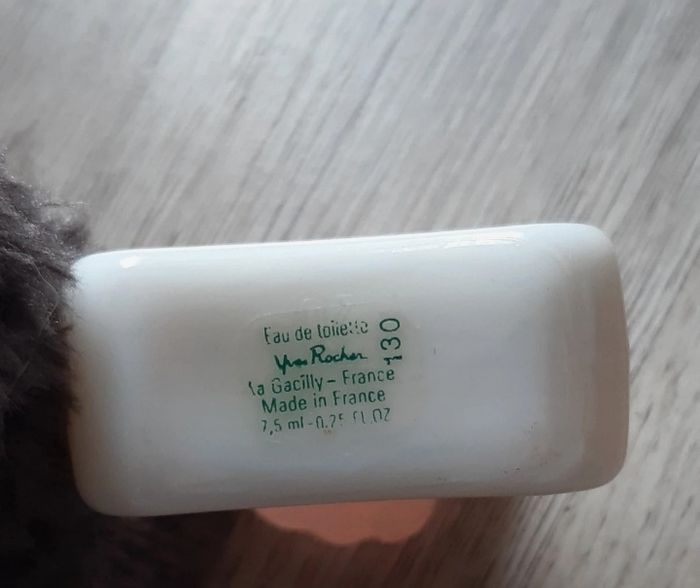 Eau de toilette
Yves Rocher
La Gacilly - France
Made in France
7,5 ml - 0.25 FL.OZ
130